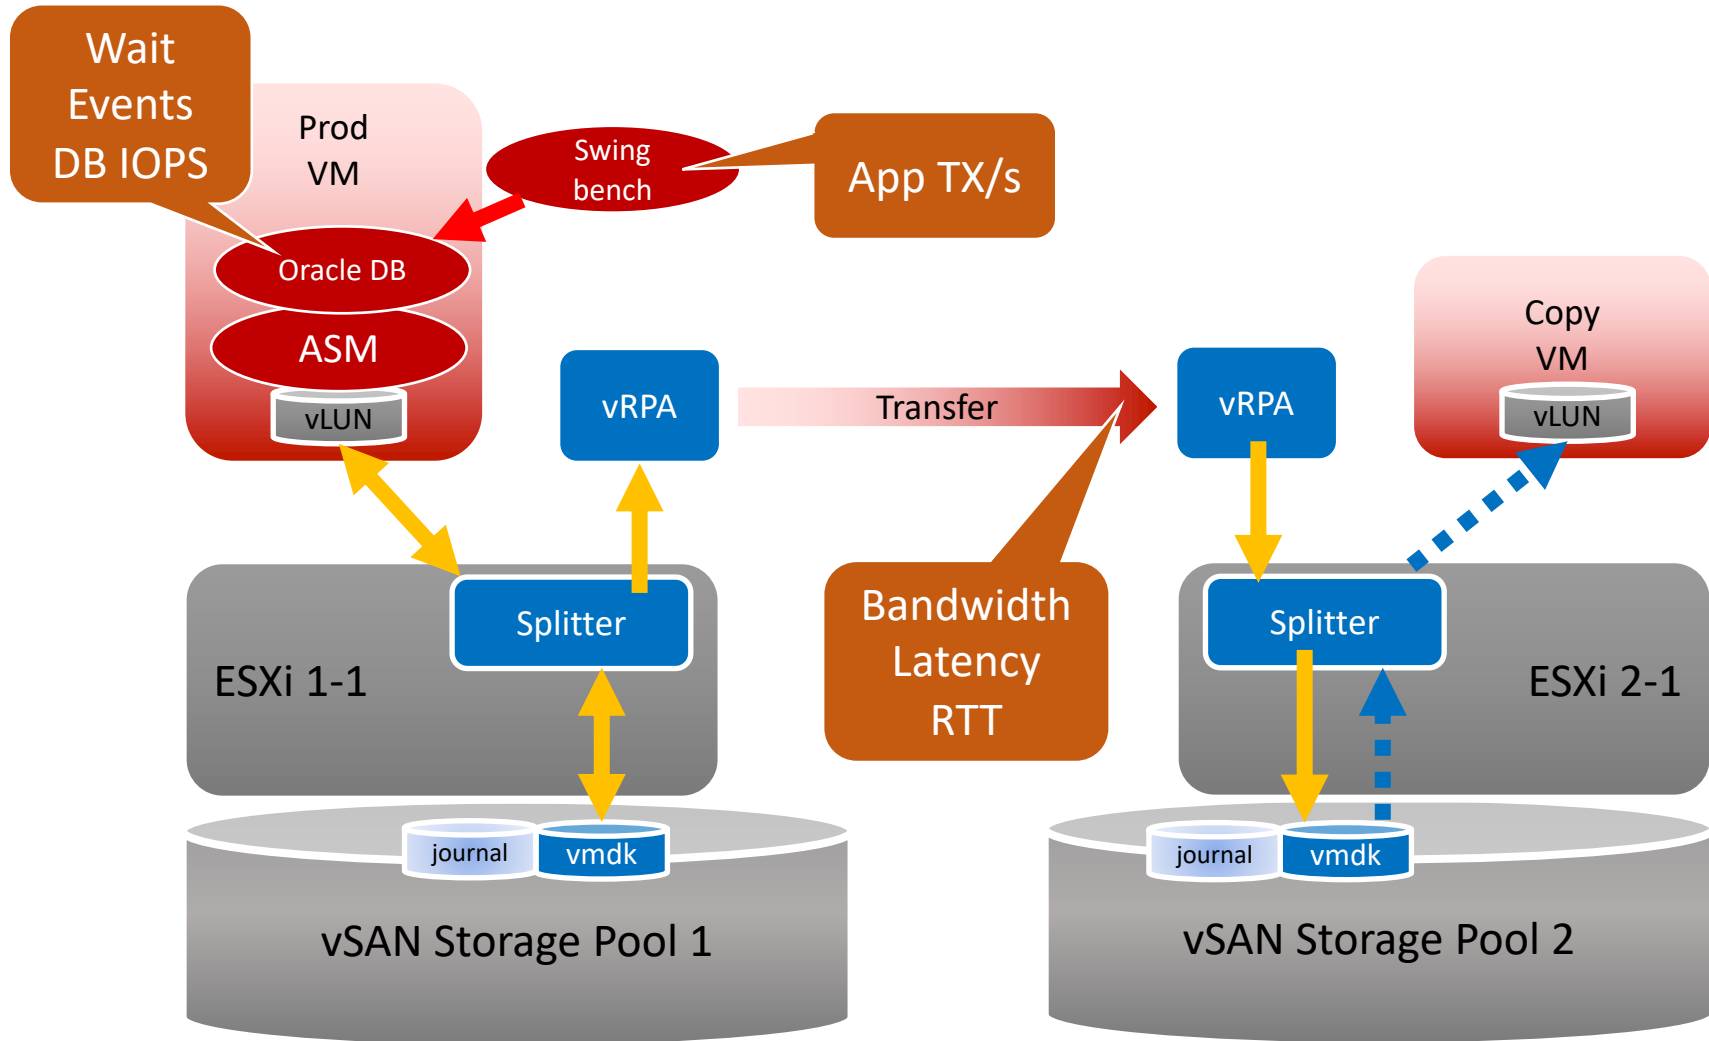 Wait
Events
DB IOPS
Prod
VM
Swing
bench
App TX/s
Oracle DB
ASM
vLUN
vRPA
Transfer
vRPA
Copy
VM
vLUN
Bandwidth
Latency
RTT
Splitter
ESXi 1-1
Splitter
ESXi 2-1
journal
vmdk
vSAN Storage Pool 1
journal
vmdk
vSAN Storage Pool 2